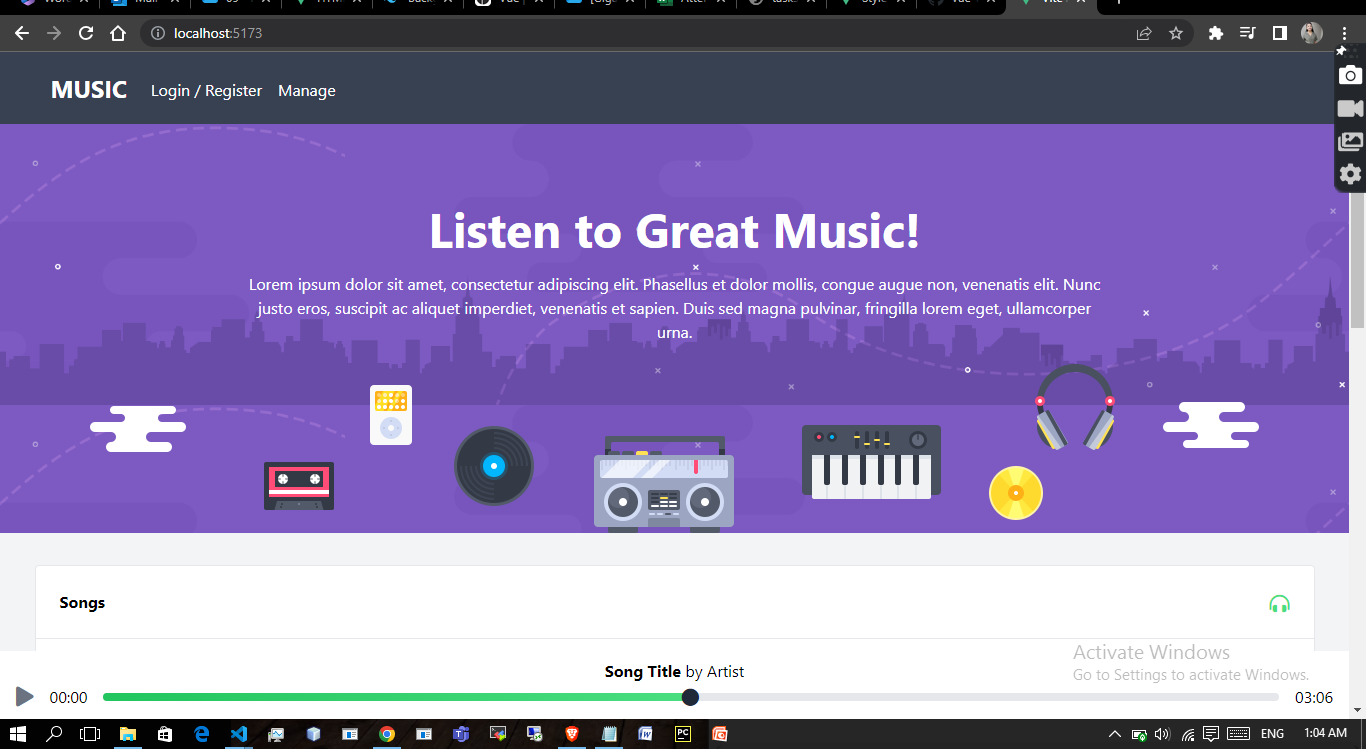 localhost:5173
MUSIC Login / Register Manage
Listen to Great Music!
Lorem ipsum dolor sit amet, consectetur adipiscing elit. Phasellus et dolor mollis, congue augue non, venenatis elit. Nunc
justo eros, suscipit ac aliquet imperdiet, venenatis et sapien. Duis sed magna pulvinar, fringilla lorem eget, ullamcorper
urna.
Songs
Activate Windows
Go to Settings to activate Windows.
Song Title by Artist
00:00 03:06
ENG 1:04 AM